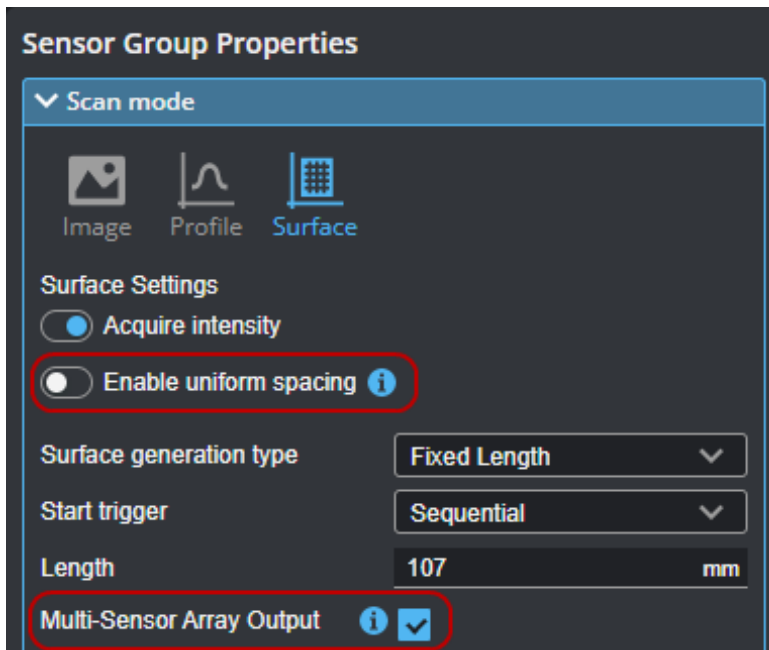 Sensor Group Properties
Scan mode
Image Profile Surface
Surface Settings
Acquire intensity
Enable uniform spacing
Surface generation type Fixed Length
Start trigger Sequential
Length 107 mm
Multi-Sensor Array Output